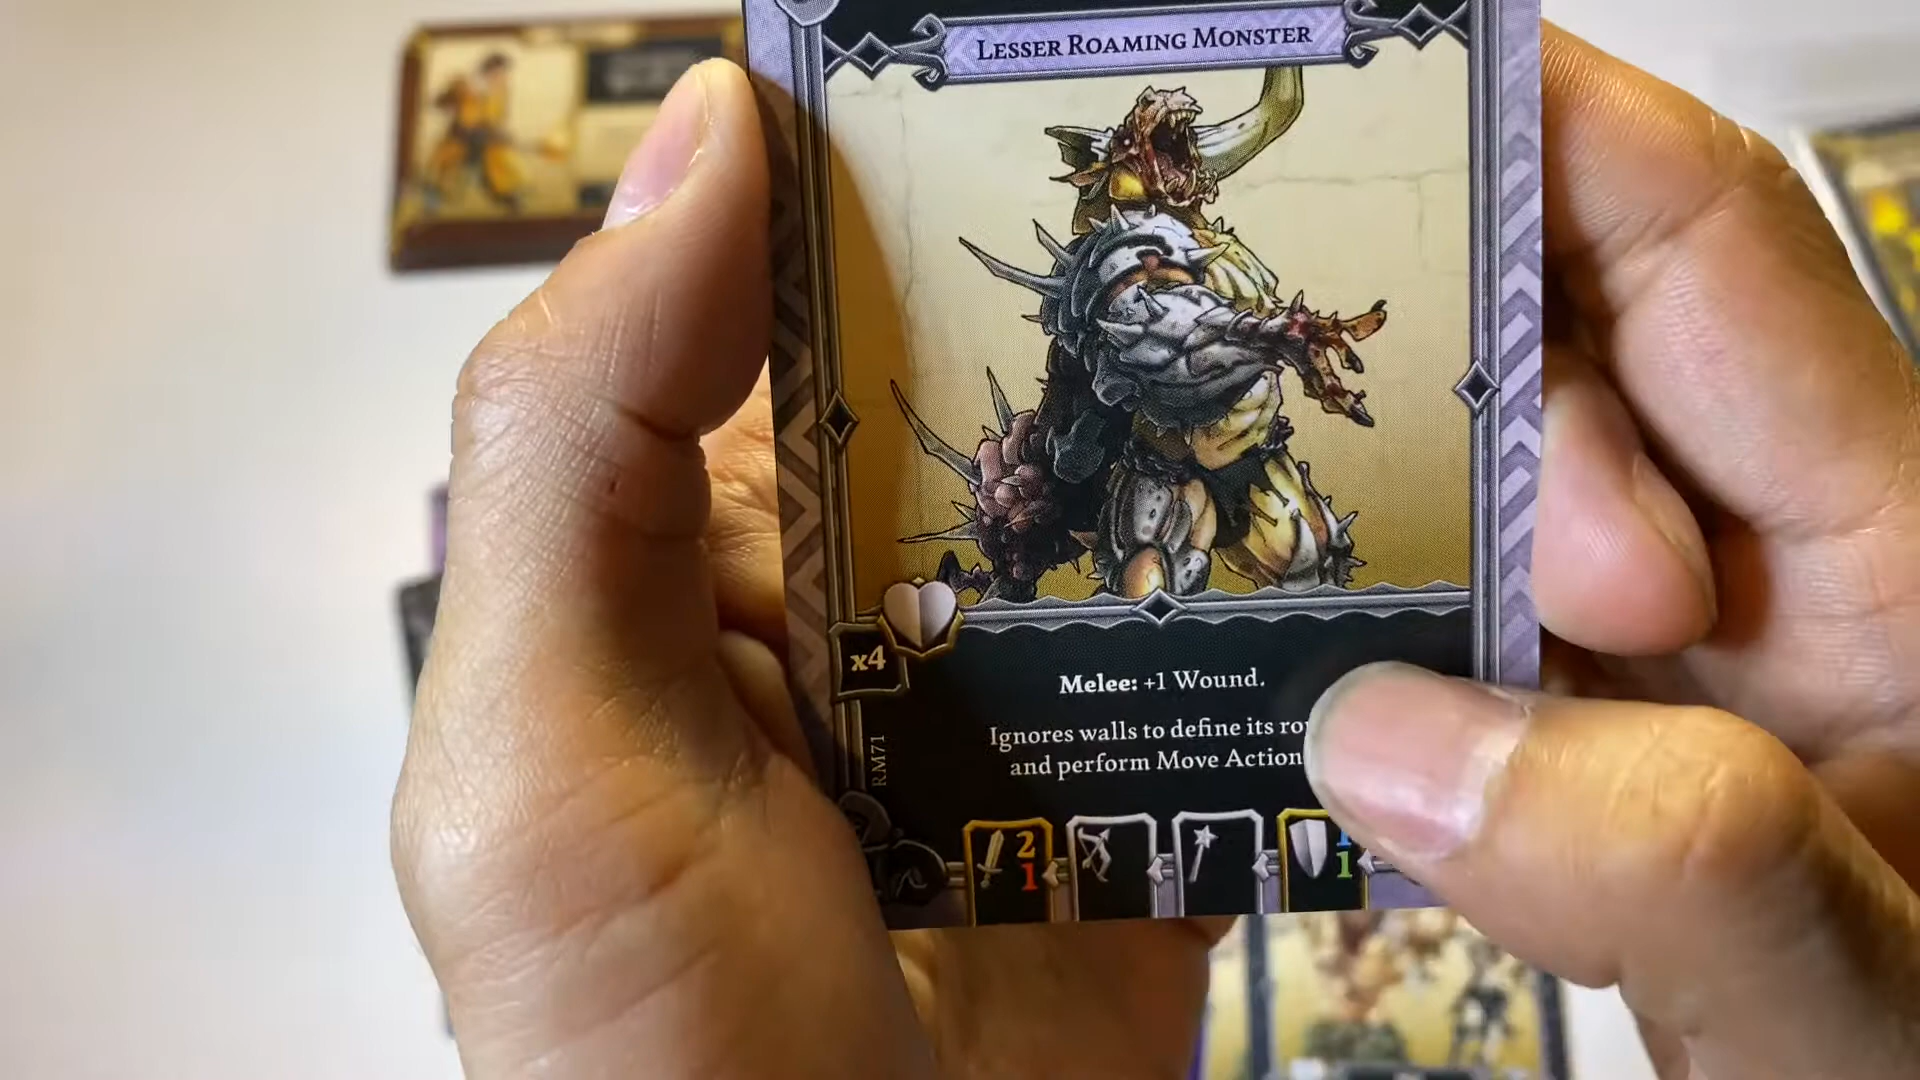 LESSER ROAMING MONSTER
x4
Melee: +1 Wound.
Ignores walls to define its
and perform Move Action
RM71
2
1
1